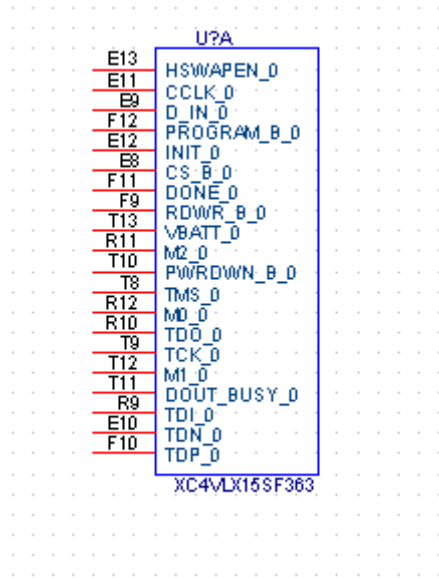 U?A
E13 HSWAPEN_0
E11 CCLK_0
E9 D_IN_0
F12 PROGRAM_B_0
E12 INIT_0
E8 CS_B_0
F11 DONE_0
F9 RDWR_B_0
T13 VBATT_0
R11 M2_0
T10 PWRDWN_B_0
T8 TMS_0
R12 M0_0
R10 TDO_0
T9 TCK_0
T12 M1_0
T11 DOUT_BUSY_0
R9 TDI_0
E10 TDN_0
F10 TDP_0
XC4VLX15SF363